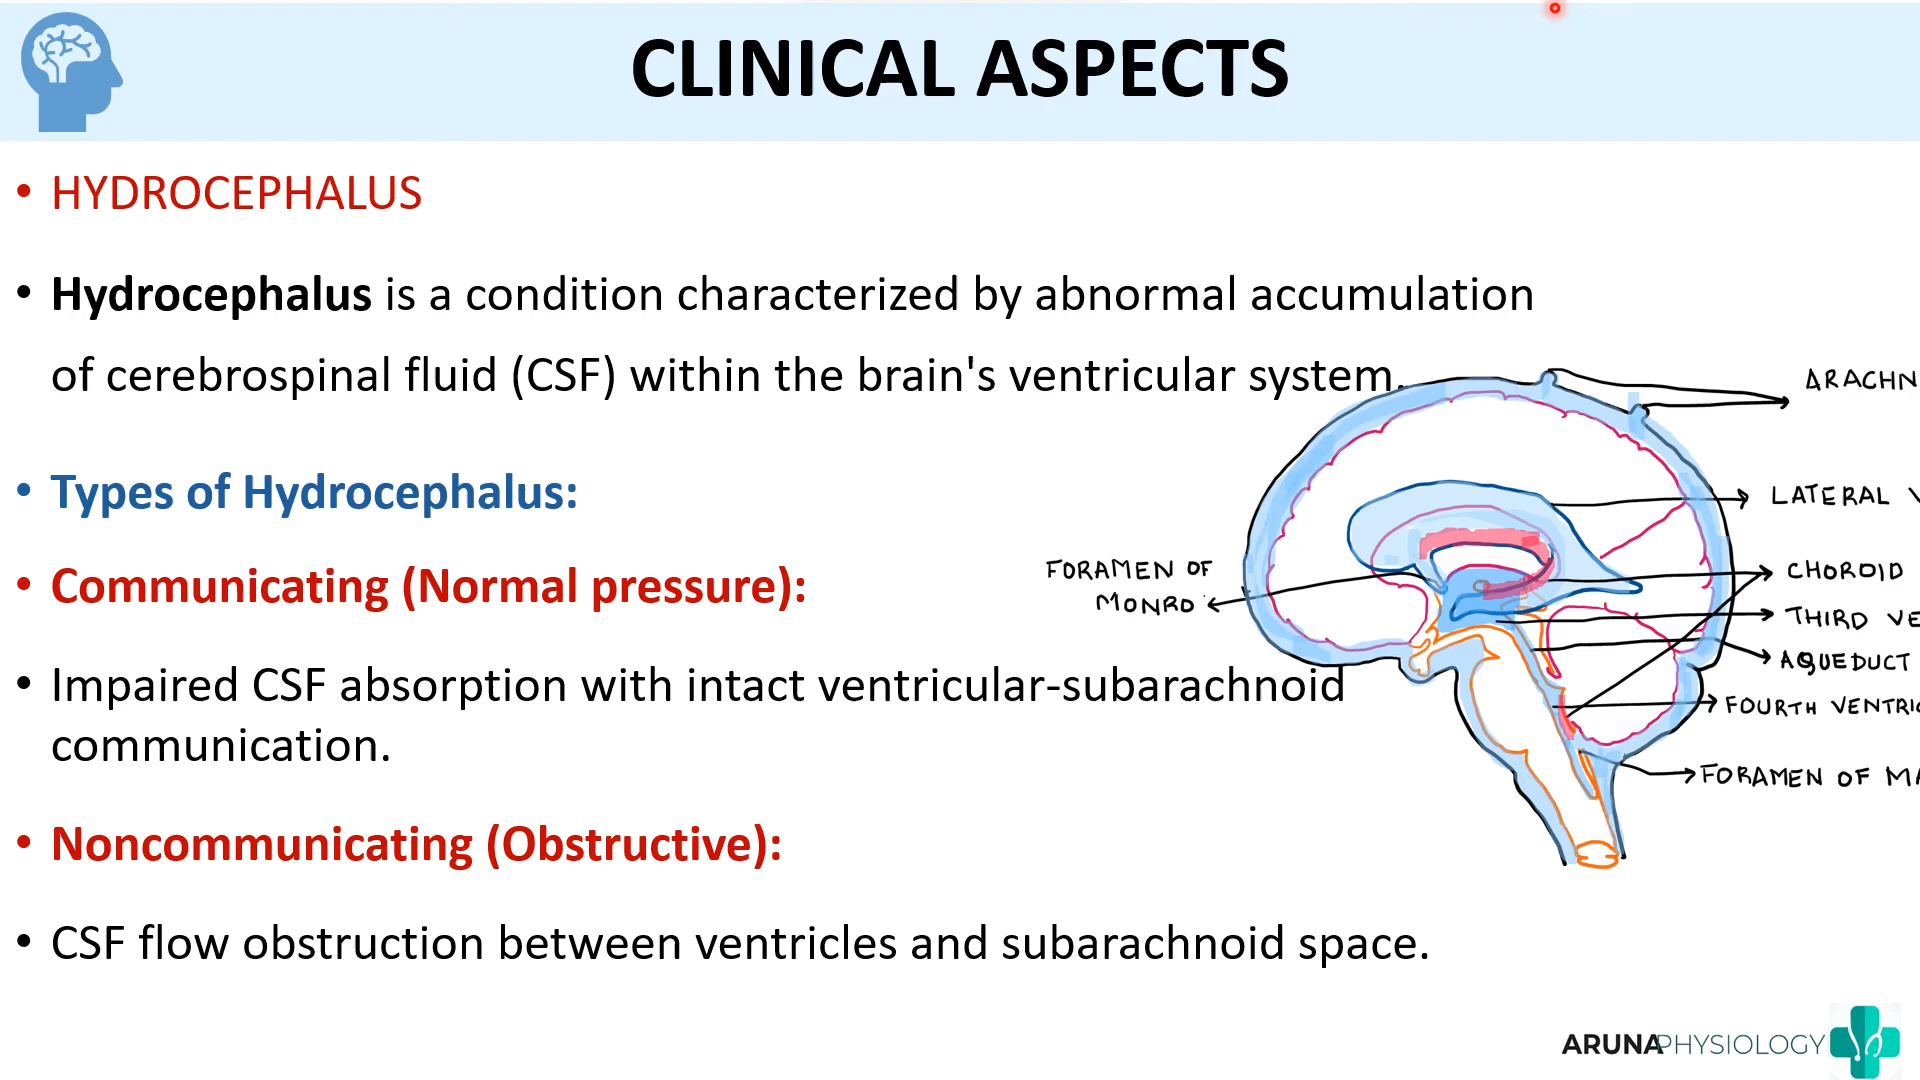 CLINICAL ASPECTS
• HYDROCEPHALUS
• Hydrocephalus is a condition characterized by abnormal accumulation
of cerebrospinal fluid (CSF) within the brain's ventricular system.
• Types of Hydrocephalus:
• Communicating (Normal pressure):
• Impaired CSF absorption with intact ventricular-subarachnoid
communication.
• Noncommunicating (Obstructive):
• CSF flow obstruction between ventricles and subarachnoid space.
FORAMEN OF
MONRO
ARACHN
LATERAL V
CHOROID
THIRD VE
AQUEDUCT
FOURTH VENTRIC
FORAMEN OF MA
ARUNA PHYSIOLOGY